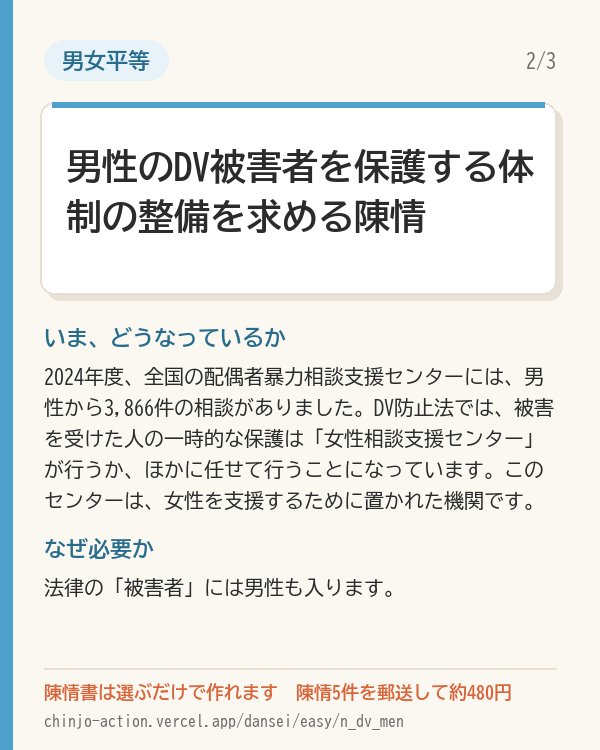 男女平等
2/3
男性のDV被害者を保護する体
制の整備を求める陳情
いま、どうなっているか
2024年度、全国の配偶者暴力相談支援センターには、男
性から3,866件の相談がありました。DV防止法では、被害
を受けた人の一時的な保護は「女性相談支援センター」
が行うか、ほかに任せて行うことになっています。この
センターは、女性を支援するために置かれた機関です。
なぜ必要か
法律の「被害者」には男性も入ります。
陳情書は選ぶだけで作れます　陳情5件を郵送して約480円
chinjo-action.vercel.app/dansei/easy/n_dv_men